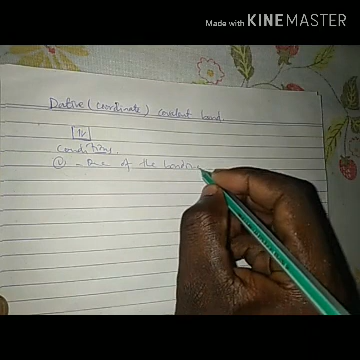 Made with KINEMASTER
Dative (coordinate) covalent bond.
Conditions.
① - One of the bonding